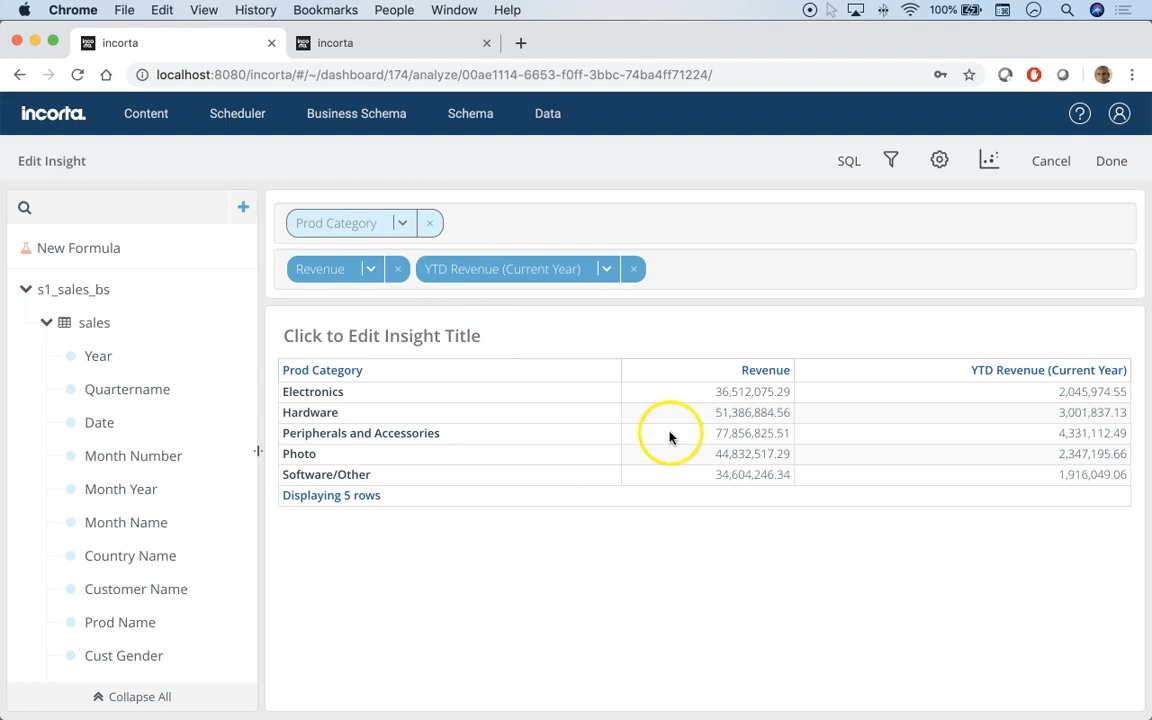 Chrome File Edit View History Bookmarks People Window Help 100%
incorta
incorta
localhost:8080/incorta/#/~/dashboard/174/analyze/00ae1114-6653-f0ff-3bbc-74ba4ff71224/
incorta. Content Scheduler Business Schema Schema Data
Edit Insight SQL Cancel Done
New Formula
s1_sales_bs
sales
Year
Quartername
Date
Month Number
Month Year
Month Name
Country Name
Customer Name
Prod Name
Cust Gender
Collapse All
Prod Category
Revenue YTD Revenue (Current Year)
Click to Edit Insight Title
Prod Category Revenue YTD Revenue (Current Year)
Electronics 36,512,075.29 2,045,974.55
Hardware 51,386,884.56 3,001,837.13
Peripherals and Accessories 77,856,825.51 4,331,112.49
Photo 44,832,517.29 2,347,195.66
Software/Other 34,604,246.34 1,916,049.06
Displaying 5 rows